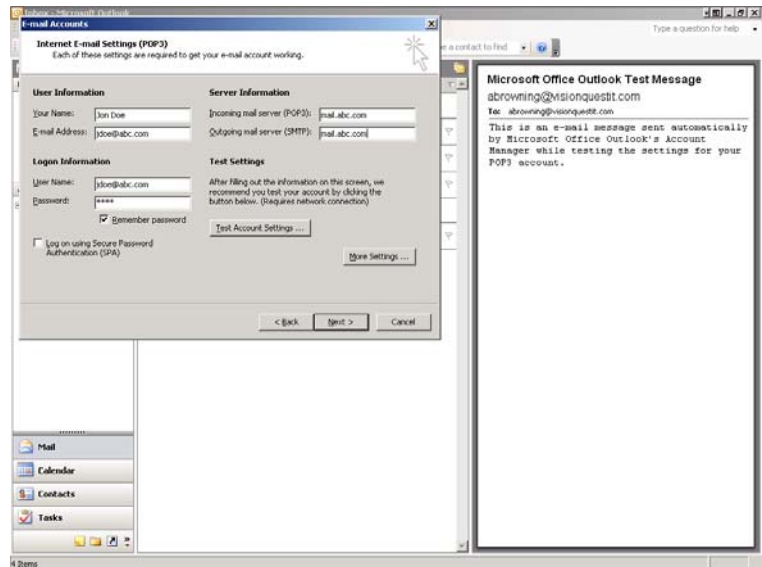 Inbox - Microsoft Outlook
Type a question for help
E-mail Accounts
Internet E-mail Settings (POP3)
Each of these settings are required to get your e-mail account working.
a contact to find
User Information
Your Name: Jon Doe
E-mail Address: jdoe@abc.com
Server Information
Incoming mail server (POP3): mail.abc.com
Outgoing mail server (SMTP): mail.abc.com
Logon Information
User Name: jdoe@abc.com
Password: ****
Remember password
Log on using Secure Password
Authentication (SPA)
Test Settings
After filling out the information on this screen, we
recommend you test your account by clicking the
button below. (Requires network connection)
Test Account Settings ...
More Settings ...
< Back Next > Cancel
Microsoft Office Outlook Test Message
abrowning@visionquestit.com
To: abrowning@visionquestit.com
This is an e-mail message sent automatically
by Microsoft Office Outlook's Account
Manager while testing the settings for your
POP3 account.
Mail
Calendar
Contacts
Tasks
4 Items